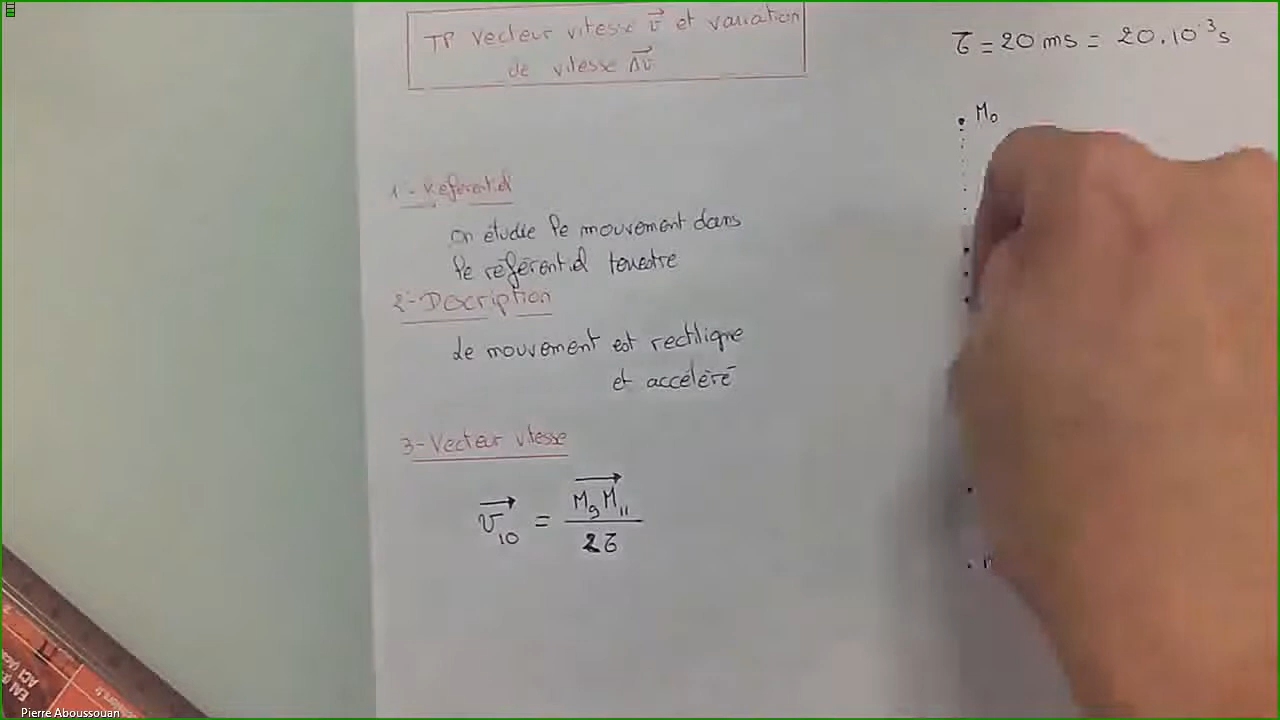 TP Vecteur vitesse v⃗ et variation
de vitesse Δv⃗
τ = 20 ms = 20.10⁻³s
M₀
1 - Référentiel
on étudie le mouvement dans
le référentiel terrestre
2 - Description
Le mouvement est rectiligne
et accéléré
3 - Vecteur vitesse
v⃗₁₀ = M₉M₁₁ / 2τ
Pierre Aboussouan